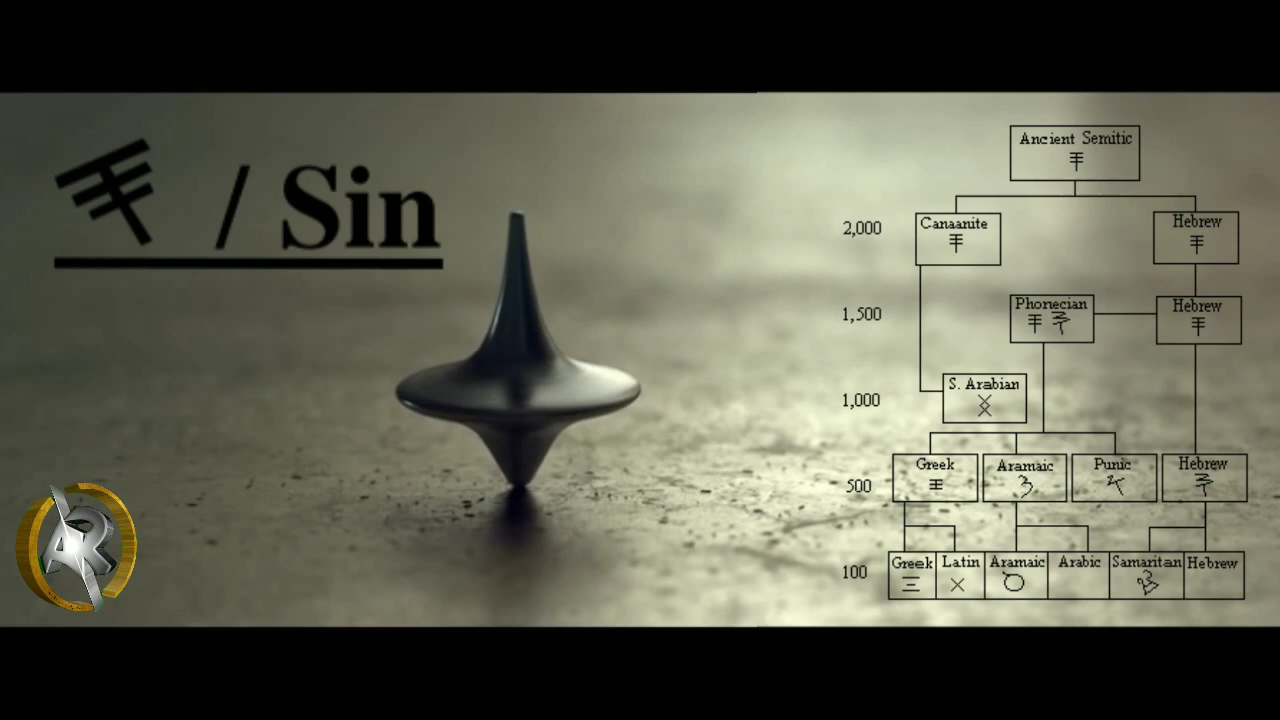 𐤎 / Sin
Ancient Semitic
𐤎
2,000
Canaanite
𐤎
Hebrew
𐤎
1,500
Phonecian
𐤎
Hebrew
𐤎
1,000
S. Arabian
500
Greek
Aramaic
Punic
Hebrew
100
Greek
Ξ
Latin
X
Aramaic
Arabic
Samaritan
Hebrew
AR